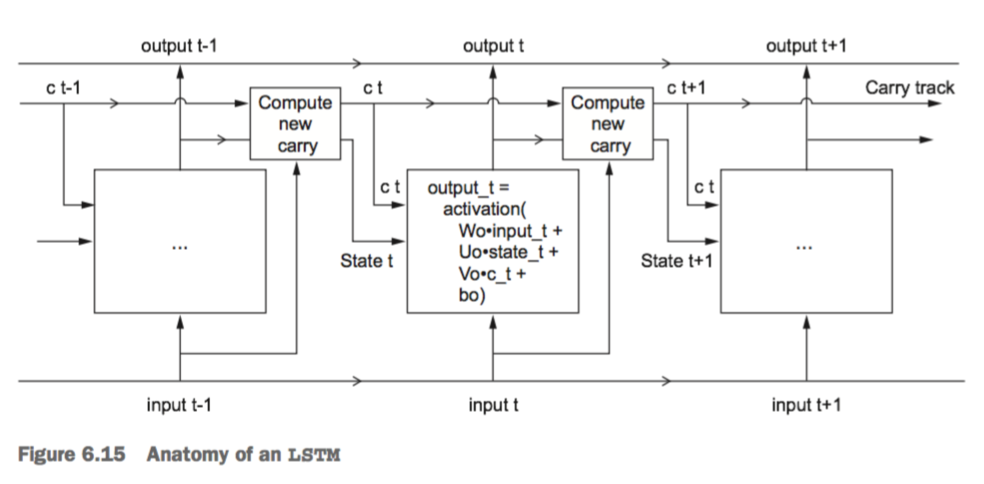 output t-1
output t
output t+1
c t-1
c t
c t+1
Carry track
Compute
new
carry
Compute
new
carry
...
c t
output_t =
activation(
Wo•input_t +
Uo•state_t +
Vo•c_t +
bo)
c t
...
State t
State t+1
input t-1
input t
input t+1
Figure 6.15 Anatomy of an LSTM